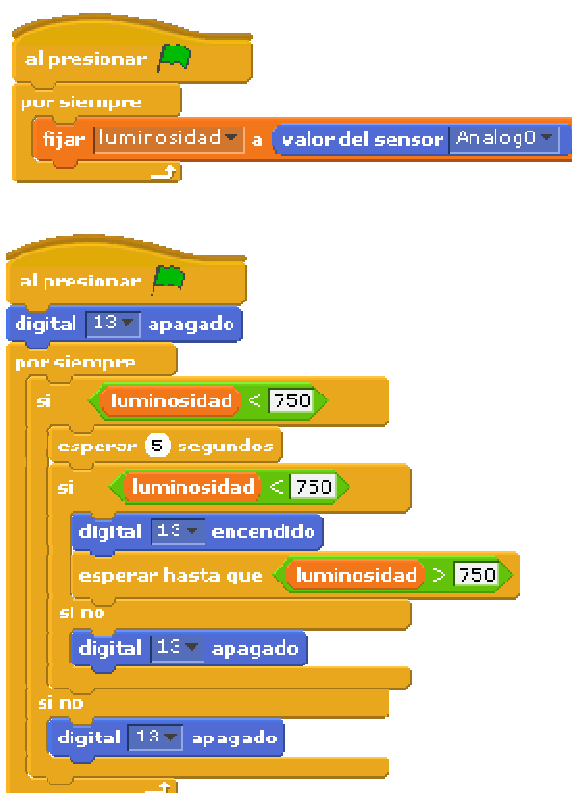 al presionar
por siempre
fijar luminosidad a valor del sensor Analog0
al presionar
digital 13 apagado
por siempre
si luminosidad < 750
esperar 5 segundos
si luminosidad < 750
digital 13 encendido
esperar hasta que luminosidad > 750
si no
digital 13 apagado
si no
digital 13 apagado